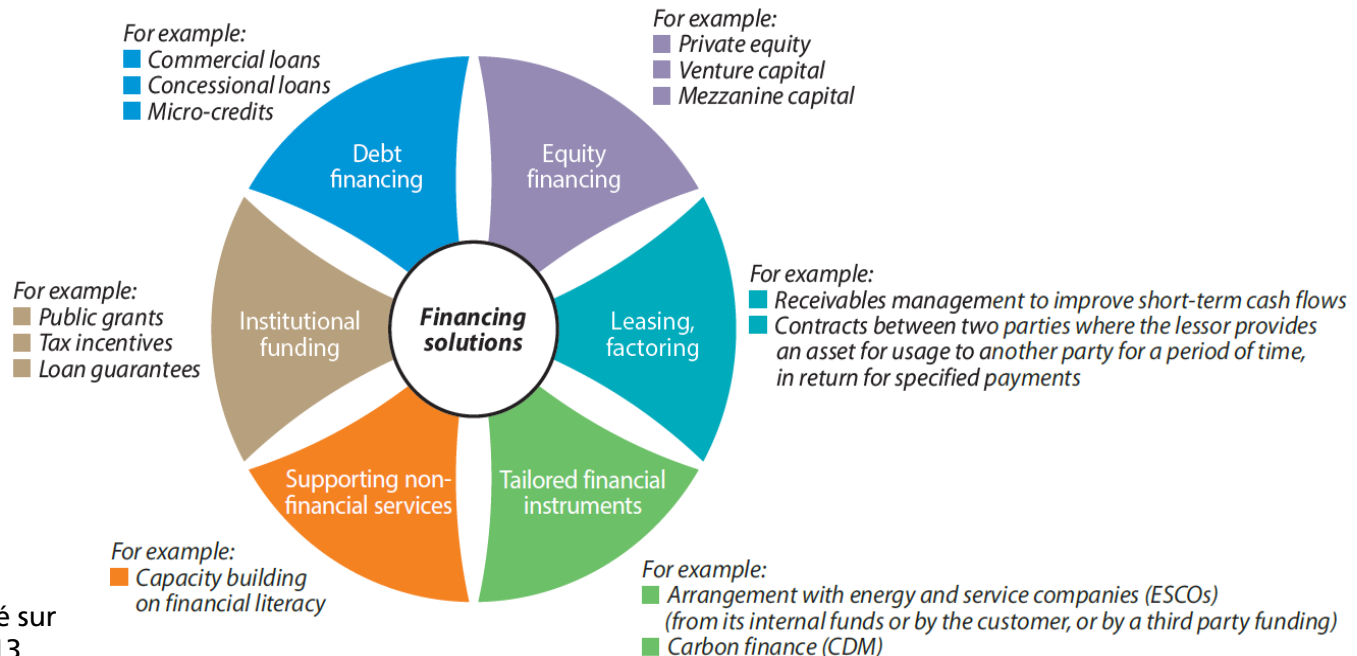 For example:
Commercial loans
Concessional loans
Micro-credits
For example:
Private equity
Venture capital
Mezzanine capital
Debt
financing
Equity
financing
For example:
Public grants
Tax incentives
Loan guarantees
Institutional
funding
Financing
solutions
Leasing,
factoring
For example:
Receivables management to improve short-term cash flows
Contracts between two parties where the lessor provides
an asset for usage to another party for a period of time,
in return for specified payments
Supporting non-
financial services
Tailored financial
instruments
For example:
Capacity building
on financial literacy
For example:
Arrangement with energy and service companies (ESCOs)
(from its internal funds or by the customer, or by a third party funding)
Carbon finance (CDM)
é sur
13